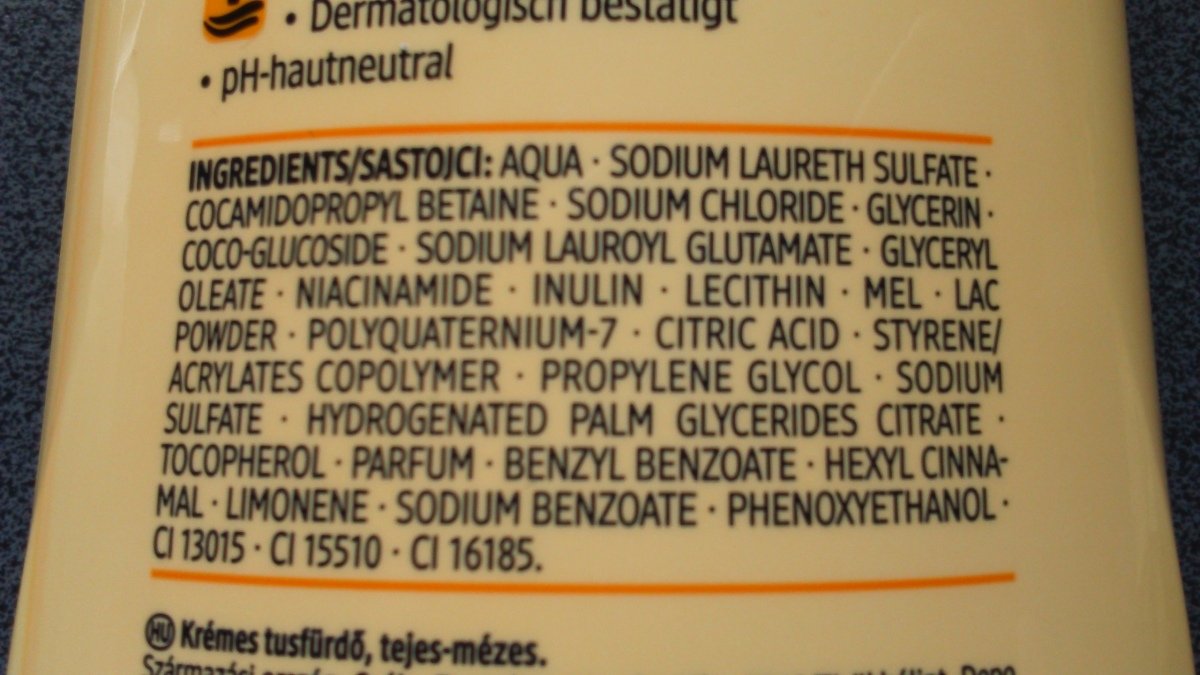 • Dermatologisch bestätigt
• pH-hautneutral
INGREDIENTS/SASTOJCI: AQUA · SODIUM LAURETH SULFATE ·
COCAMIDOPROPYL BETAINE · SODIUM CHLORIDE · GLYCERIN ·
COCO-GLUCOSIDE · SODIUM LAUROYL GLUTAMATE · GLYCERYL
OLEATE · NIACINAMIDE · INULIN · LECITHIN · MEL · LAC
POWDER · POLYQUATERNIUM-7 · CITRIC ACID · STYRENE/
ACRYLATES COPOLYMER · PROPYLENE GLYCOL · SODIUM
SULFATE · HYDROGENATED PALM GLYCERIDES CITRATE ·
TOCOPHEROL · PARFUM · BENZYL BENZOATE · HEXYL CINNA-
MAL · LIMONENE · SODIUM BENZOATE · PHENOXYETHANOL ·
CI 13015 · CI 15510 · CI 16185.
HU Krémes tusfürdő, tejes-mézes.
Származási